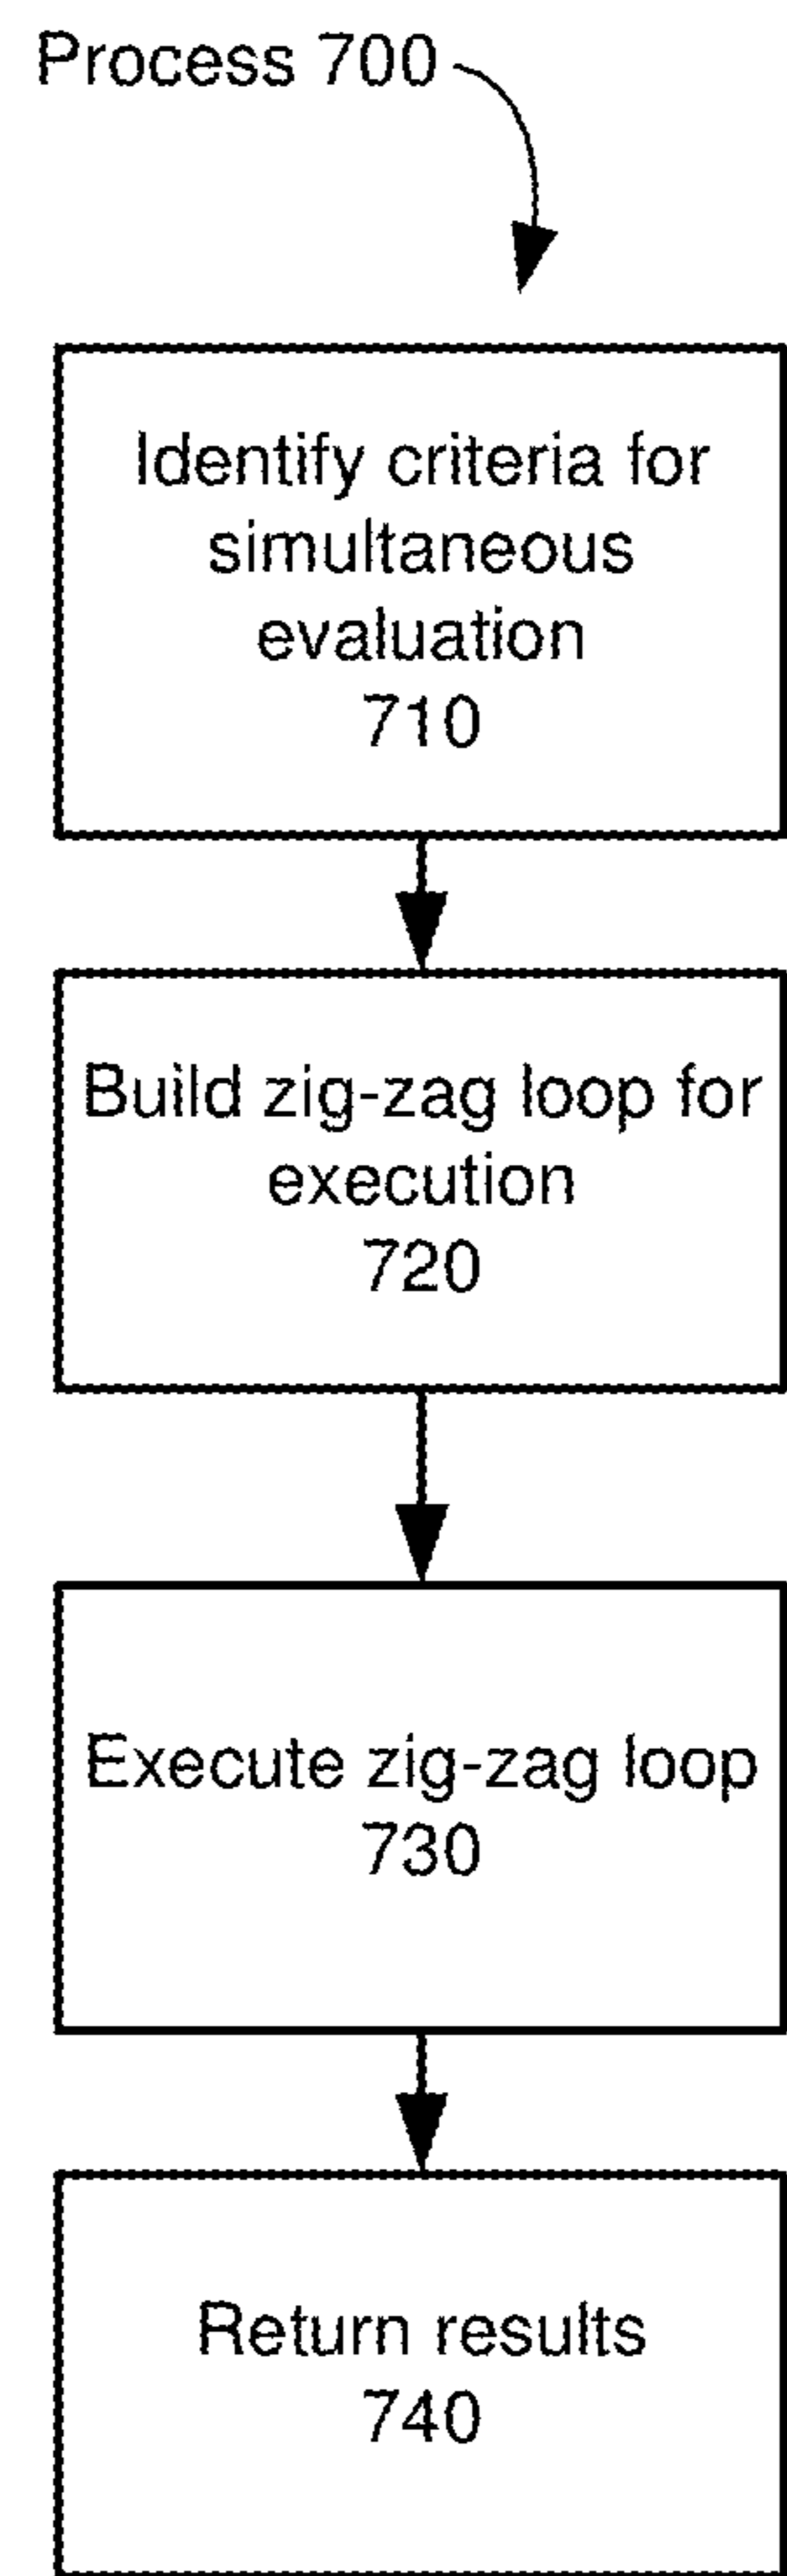 Process 700
Identify criteria for
simultaneous
evaluation
710
Build zig-zag loop for
execution
720
Execute zig-zag loop
730
Return results
740